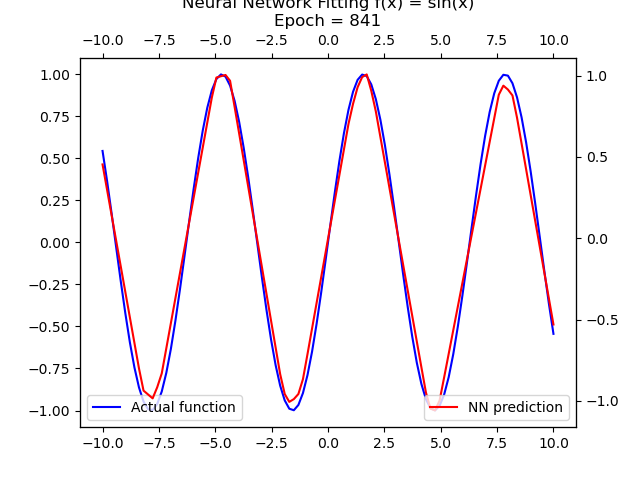 Neural Network Fitting f(x) = sin(x)
Epoch = 841
−10.0 −7.5 −5.0 −2.5 0.0 2.5 5.0 7.5 10.0
1.00 1.0
0.75
0.50 0.5
0.25
0.00 0.0
−0.25
−0.50 −0.5
−0.75
−1.00 −1.0
Actual function NN prediction
−10.0 −7.5 −5.0 −2.5 0.0 2.5 5.0 7.5 10.0